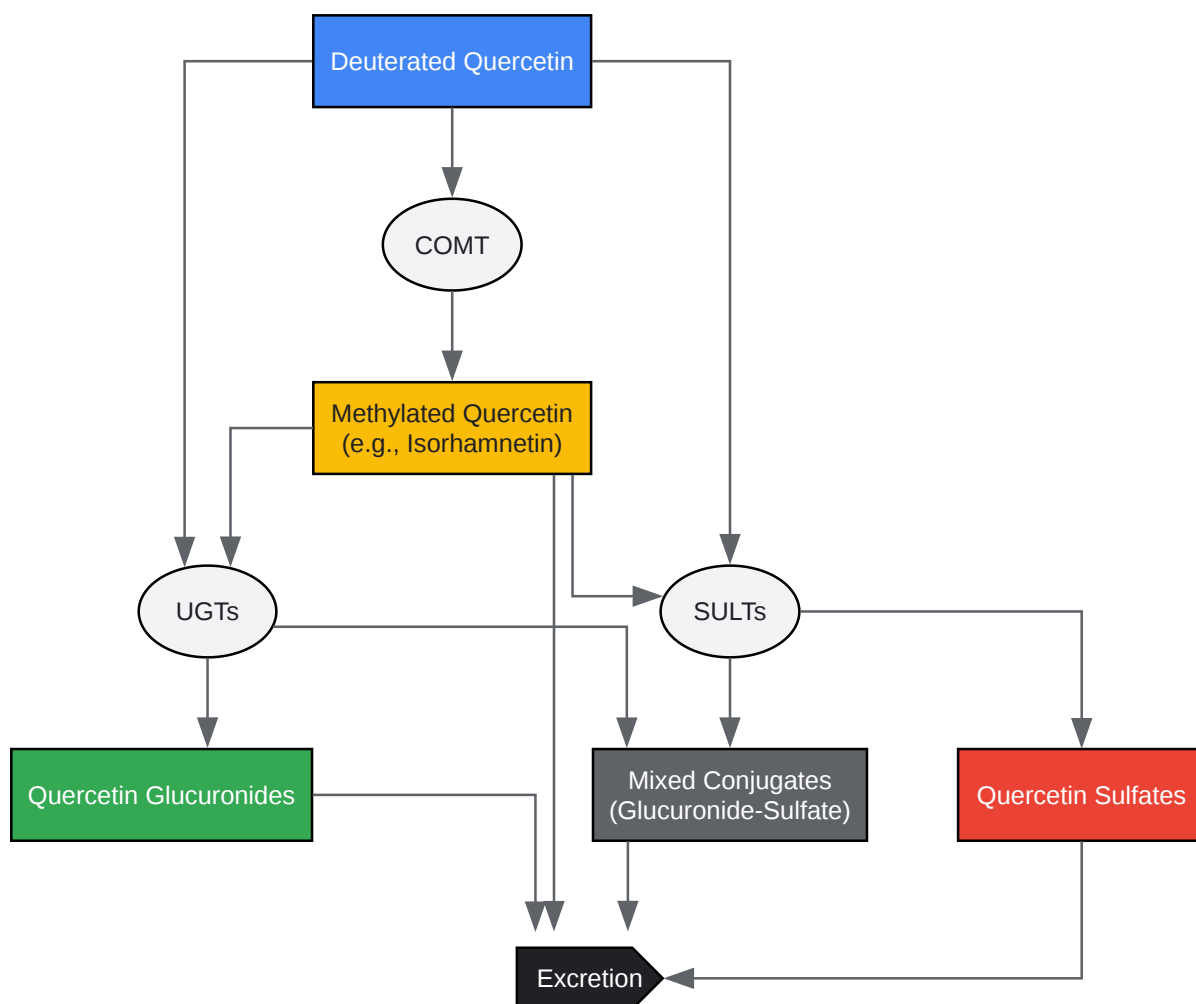 Deuterated Quercetin
COMT
Methylated Quercetin
(e.g., Isorhamnetin)
UGTs
SULTs
Quercetin Glucuronides
Mixed Conjugates
(Glucuronide-Sulfate)
Quercetin Sulfates
Excretion